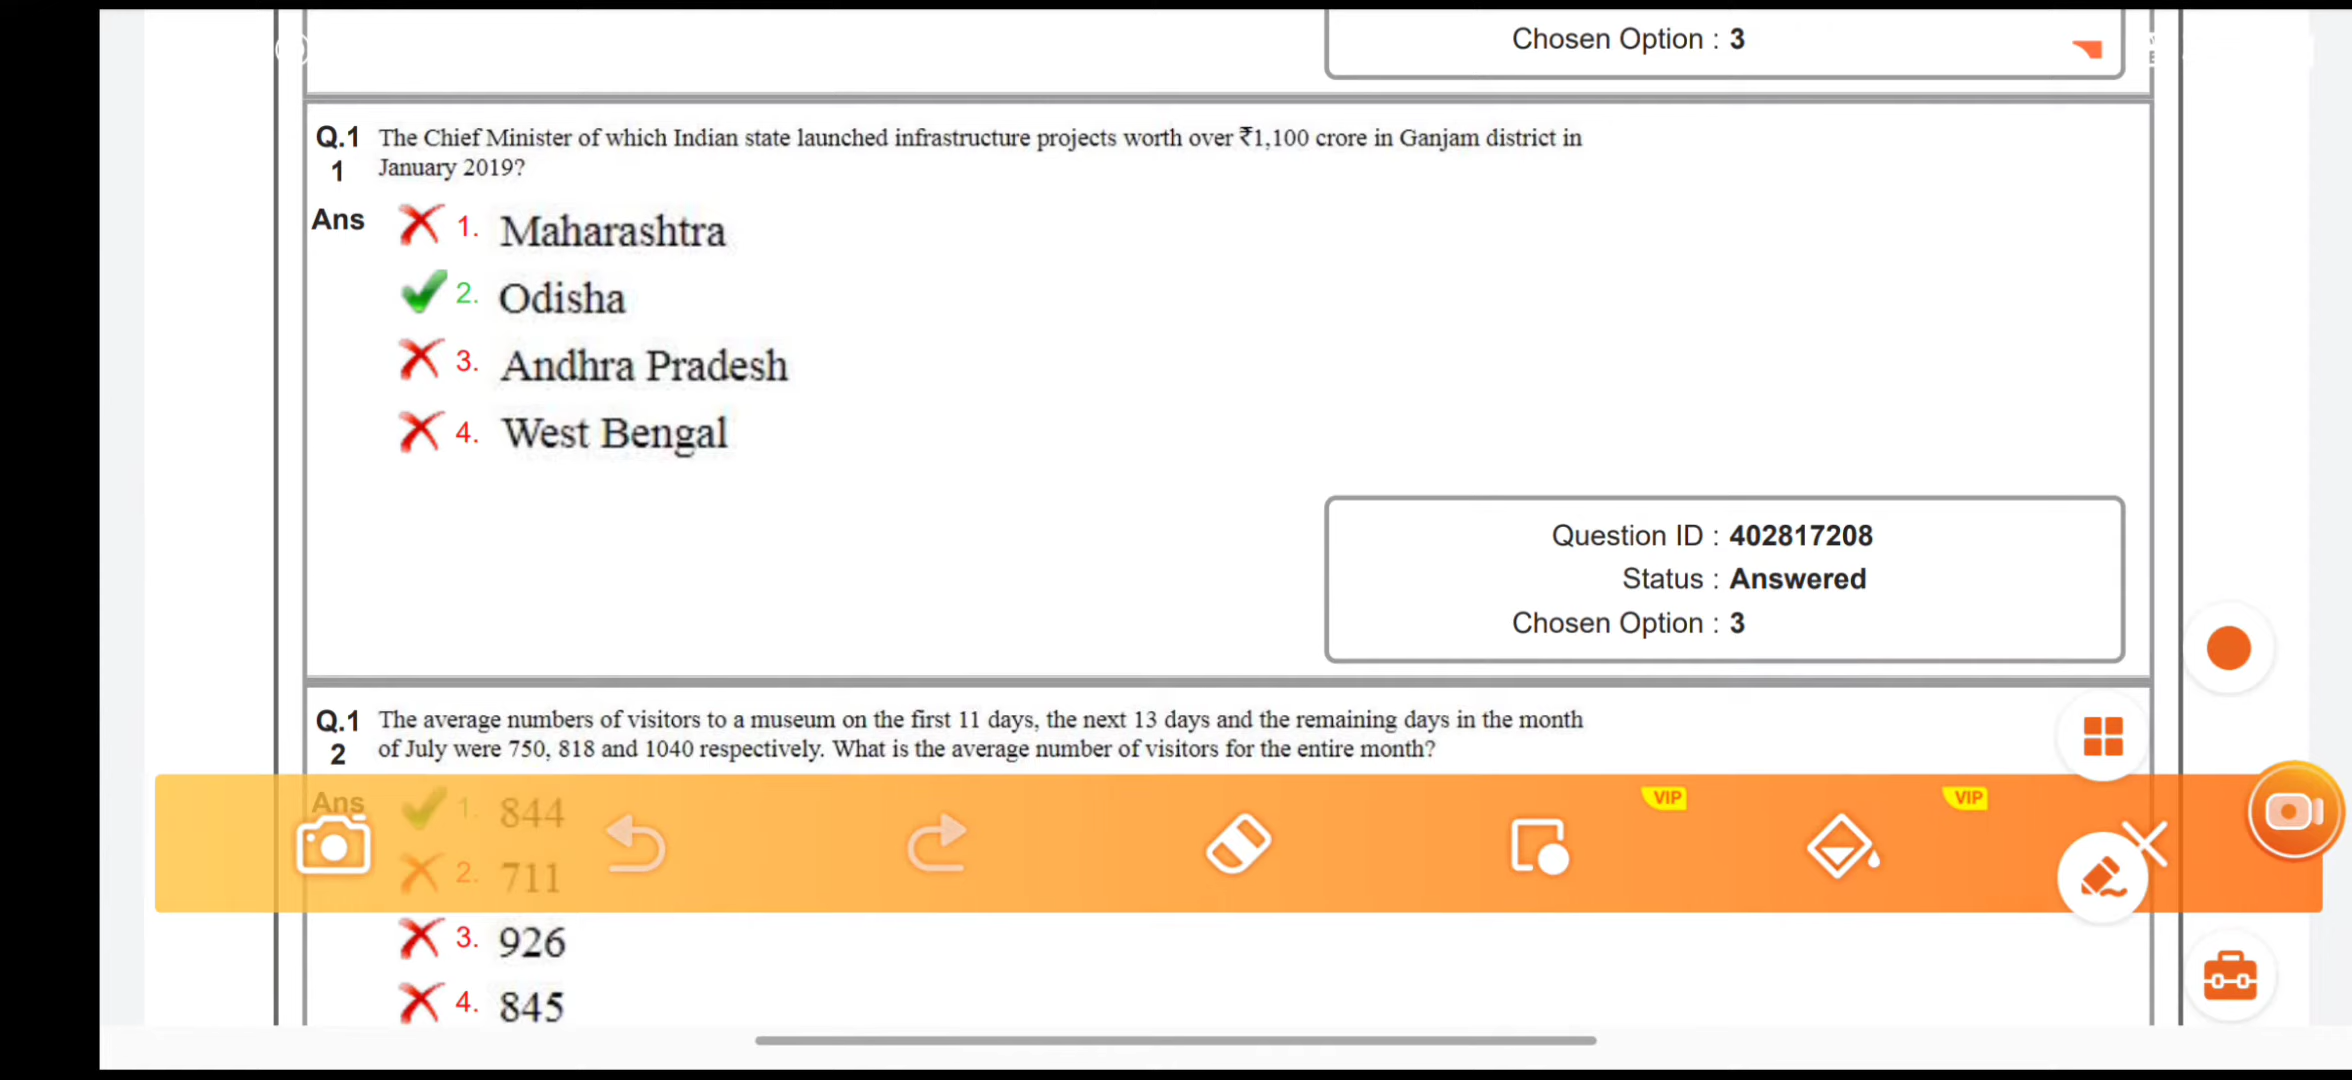 Chosen Option : 3
Q.1 The Chief Minister of which Indian state launched infrastructure projects worth over ₹1,100 crore in Ganjam district in
1 January 2019?
Ans 1. Maharashtra
2. Odisha
3. Andhra Pradesh
4. West Bengal
Question ID : 402817208
Status : Answered
Chosen Option : 3
Q.1 The average numbers of visitors to a museum on the first 11 days, the next 13 days and the remaining days in the month
2 of July were 750, 818 and 1040 respectively. What is the average number of visitors for the entire month?
Ans 1. 844
VIP VIP
2. 711
3. 926
4. 845